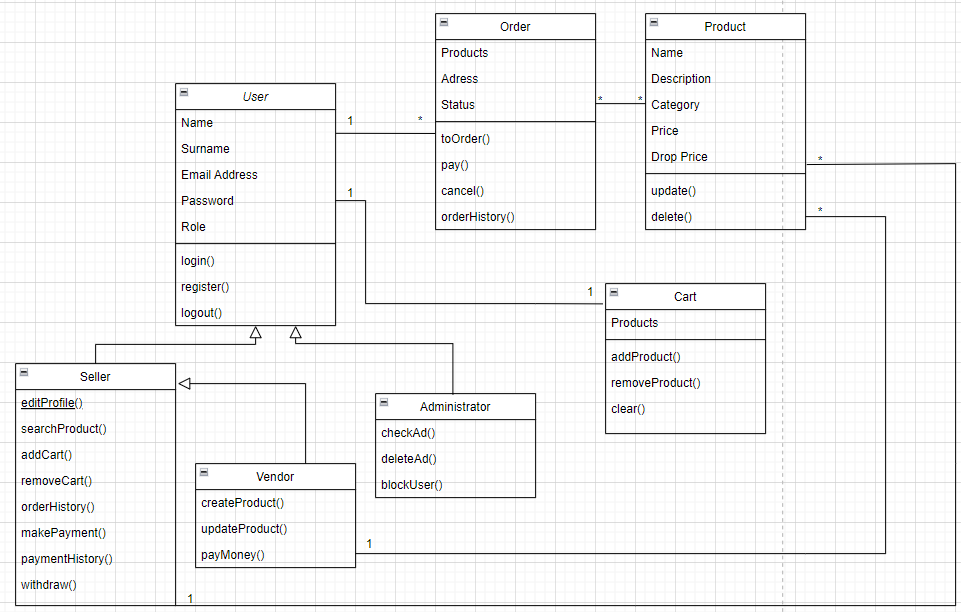 User
Name
Surname
Email Address
Password
Role
login()
register()
logout()
1
*
1
1
Order
Products
Adress
Status
toOrder()
pay()
cancel()
orderHistory()
*
*
Product
Name
Description
Category
Price
Drop Price
update()
delete()
*
*
Cart
Products
addProduct()
removeProduct()
clear()
Seller
editProfile()
searchProduct()
addCart()
removeCart()
orderHistory()
makePayment()
paymentHistory()
withdraw()
1
Vendor
createProduct()
updateProduct()
payMoney()
1
Administrator
checkAd()
deleteAd()
blockUser()